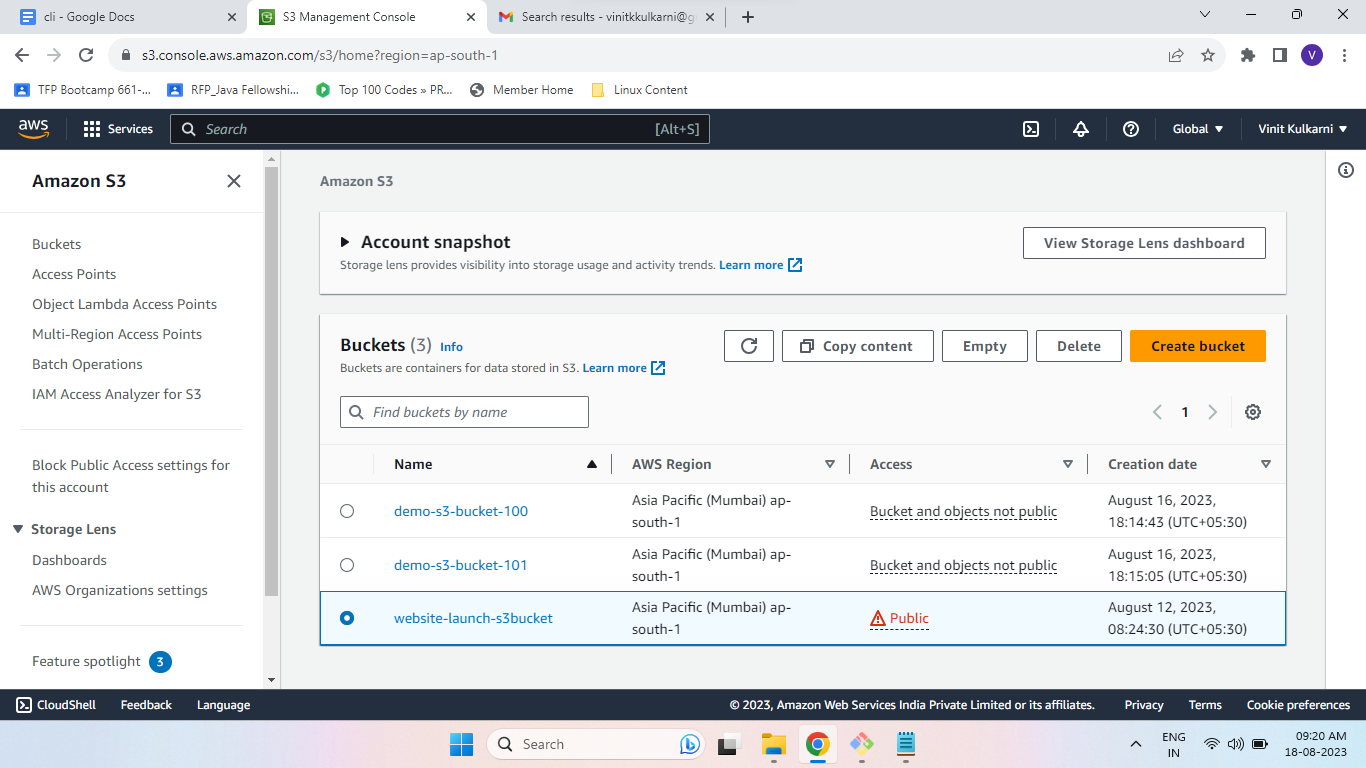 cli - Google Docs
S3 Management Console
Search results - vinitkkulkarni@g
s3.console.aws.amazon.com/s3/home?region=ap-south-1
V
TFP Bootcamp 661-...
RFP_Java Fellowshi...
Top 100 Codes » PR...
Member Home
Linux Content
aws
Services
Search
[Alt+S]
Global
Vinit Kulkarni
Amazon S3
Buckets
Access Points
Object Lambda Access Points
Multi-Region Access Points
Batch Operations
IAM Access Analyzer for S3
Block Public Access settings for
this account
Storage Lens
Dashboards
AWS Organizations settings
Feature spotlight 3
Amazon S3
Account snapshot
Storage lens provides visibility into storage usage and activity trends. Learn more
View Storage Lens dashboard
Buckets (3) Info
Buckets are containers for data stored in S3. Learn more
Copy content
Empty
Delete
Create bucket
Find buckets by name
1
Name
AWS Region
Access
Creation date
demo-s3-bucket-100
Asia Pacific (Mumbai) ap-
south-1
Bucket and objects not public
August 16, 2023,
18:14:43 (UTC+05:30)
demo-s3-bucket-101
Asia Pacific (Mumbai) ap-
south-1
Bucket and objects not public
August 16, 2023,
18:15:05 (UTC+05:30)
website-launch-s3bucket
Asia Pacific (Mumbai) ap-
south-1
Public
August 12, 2023,
08:24:30 (UTC+05:30)
CloudShell
Feedback
Language
© 2023, Amazon Web Services India Private Limited or its affiliates.
Privacy
Terms
Cookie preferences
Search
ENG
IN
09:20 AM
18-08-2023